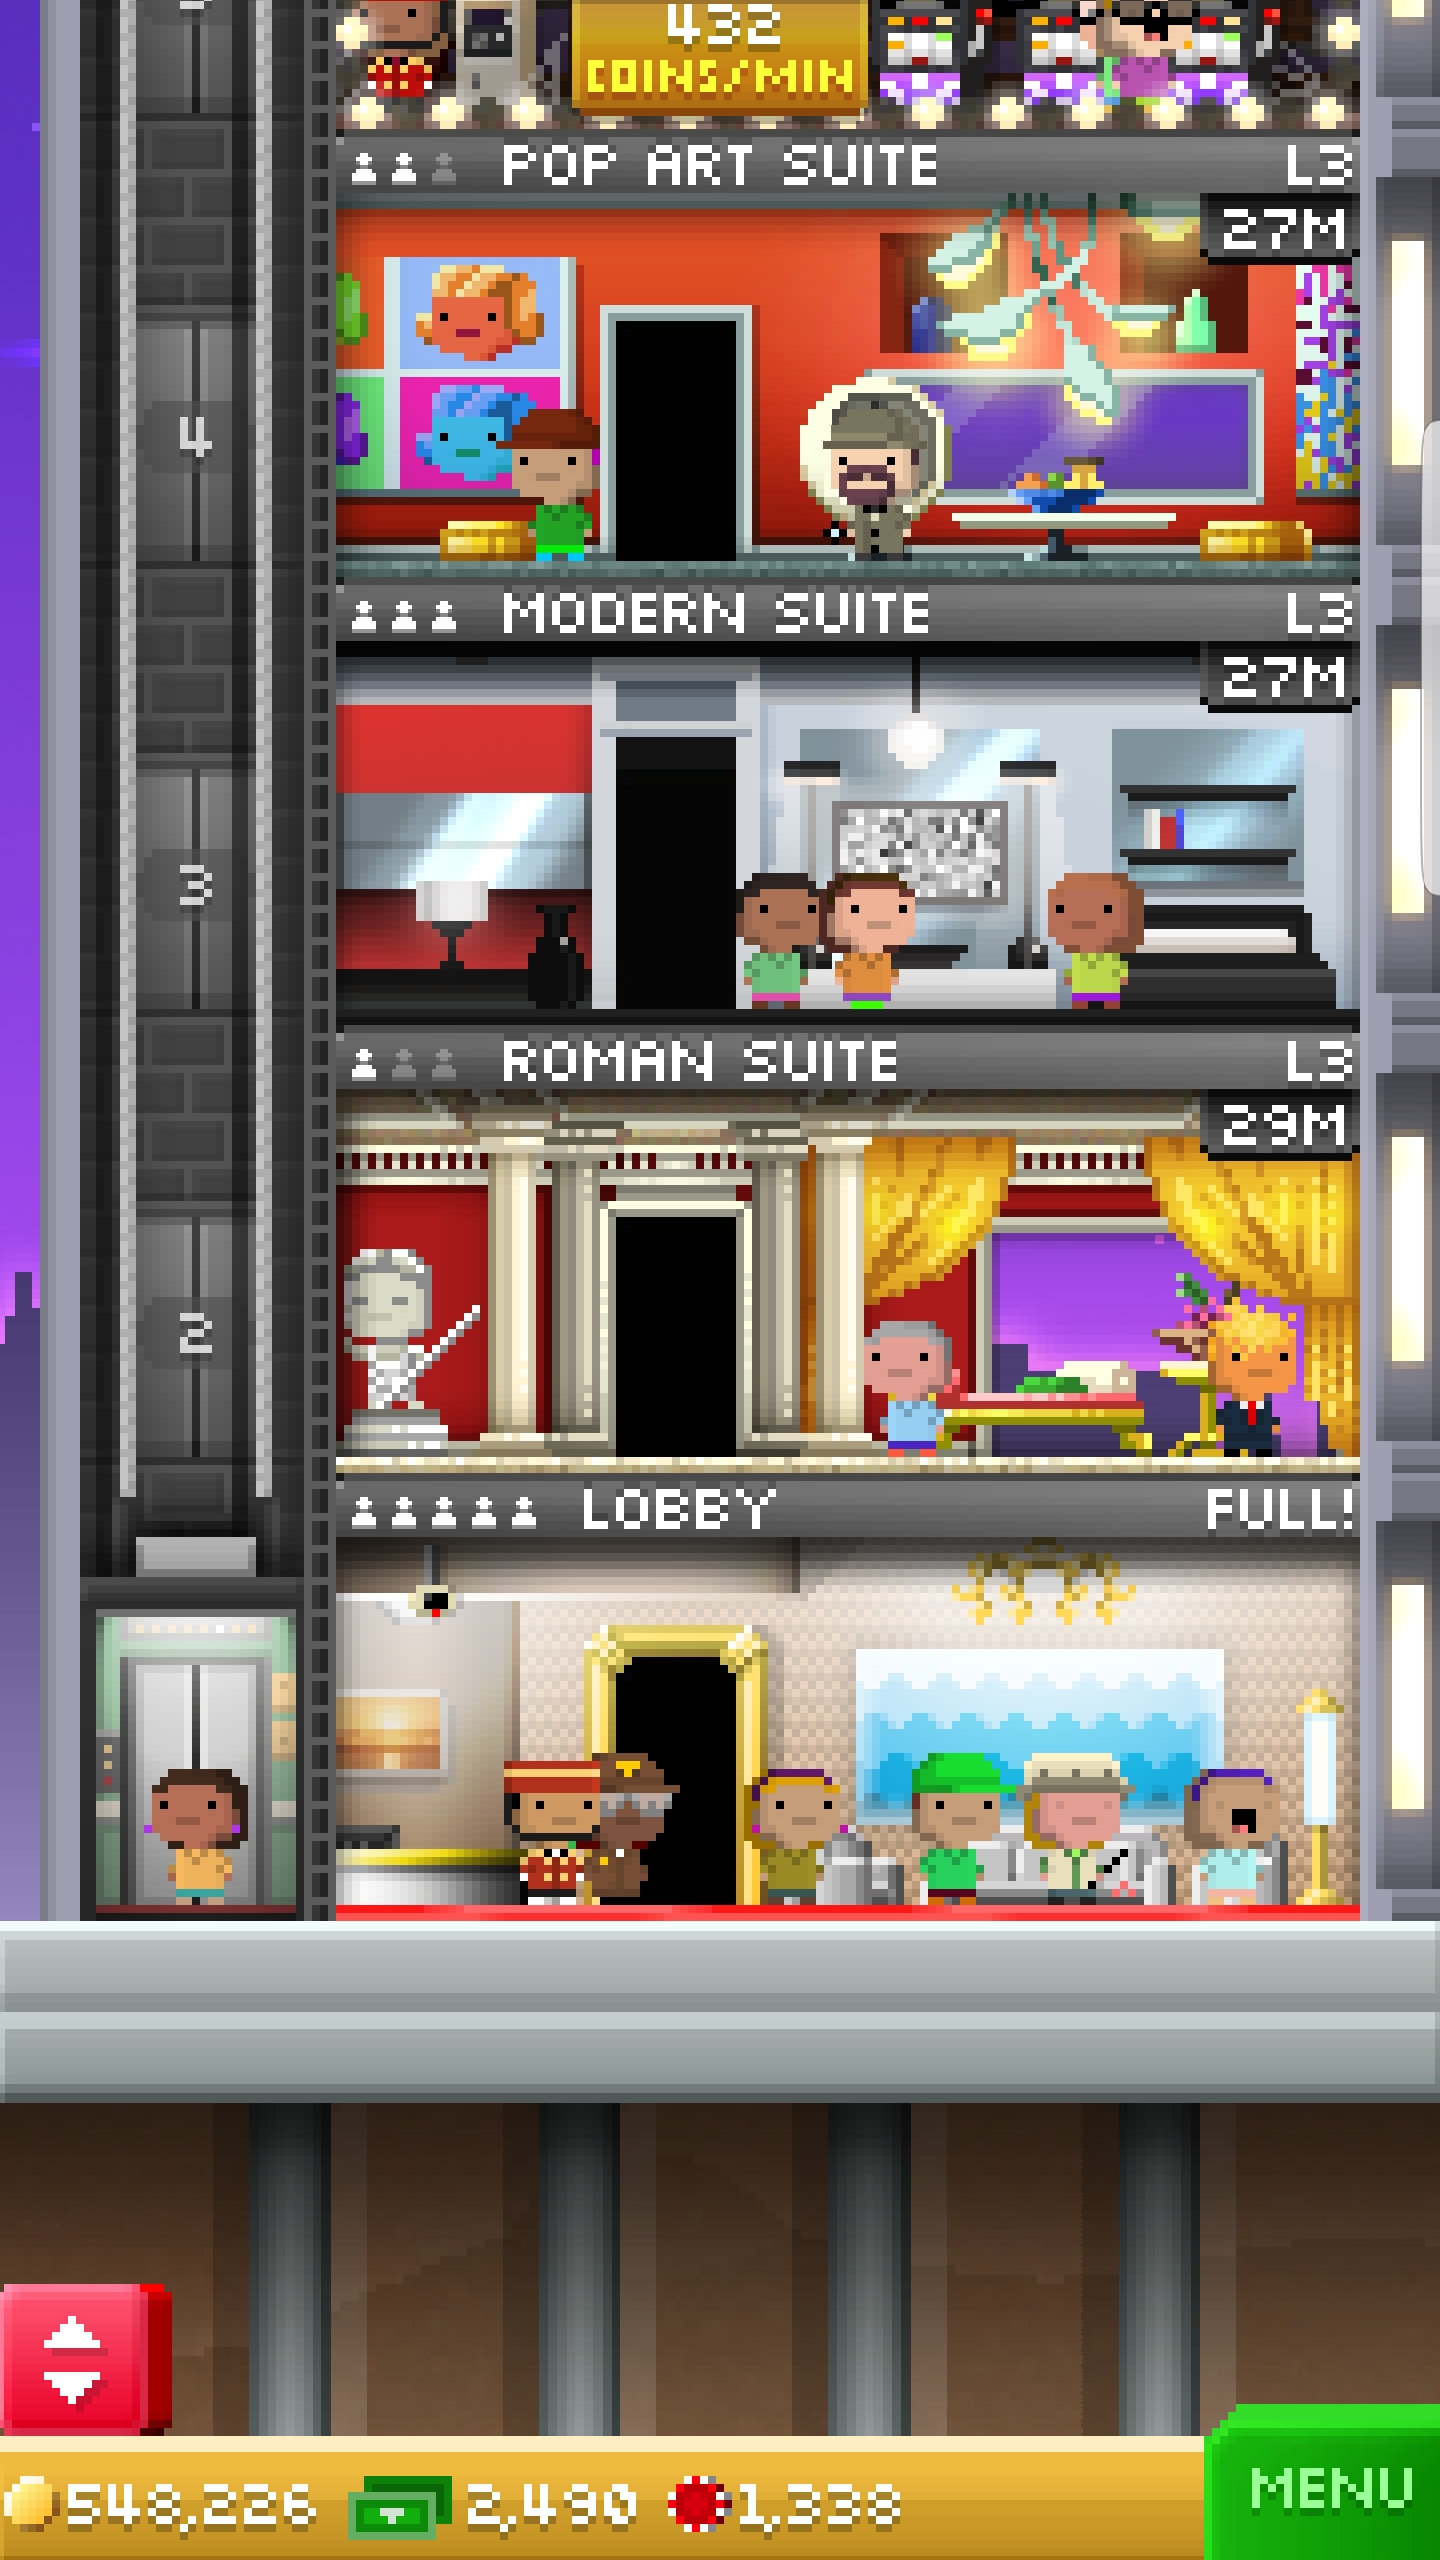 432
COINS/MIN
POP ART SUITE L3
27M
4
MODERN SUITE L3
27M
3
ROMAN SUITE L3
29M
2
LOBBY FULL!
548,226 2,490 1,338
MENU